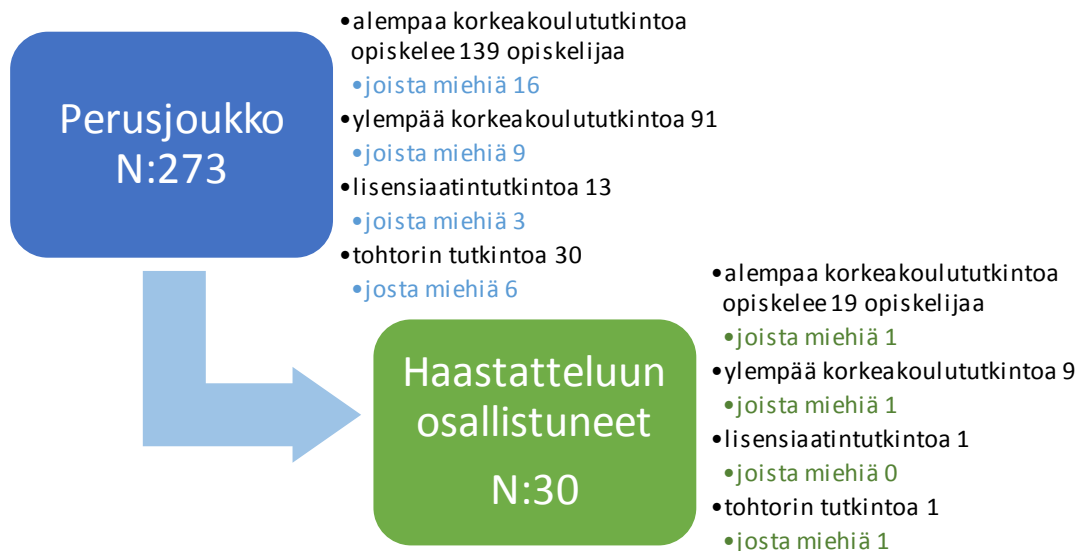 Perusjoukko
N:273
•alempaa korkeakoulututkintoa
opiskelee 139 opiskelijaa
•joista miehiä 16
•ylempää korkeakoulututkintoa 91
•joista miehiä 9
•lisensiaatintutkintoa 13
•joista miehiä 3
•tohtorin tutkintoa 30
•josta miehiä 6
Haastatteluun
osallistuneet
N:30
•alempaa korkeakoulututkintoa
opiskelee 19 opiskelijaa
•joista miehiä 1
•ylempää korkeakoulututkintoa 9
•joista miehiä 1
•lisensiaatintutkintoa 1
•joista miehiä 0
•tohtorin tutkintoa 1
•josta miehiä 1